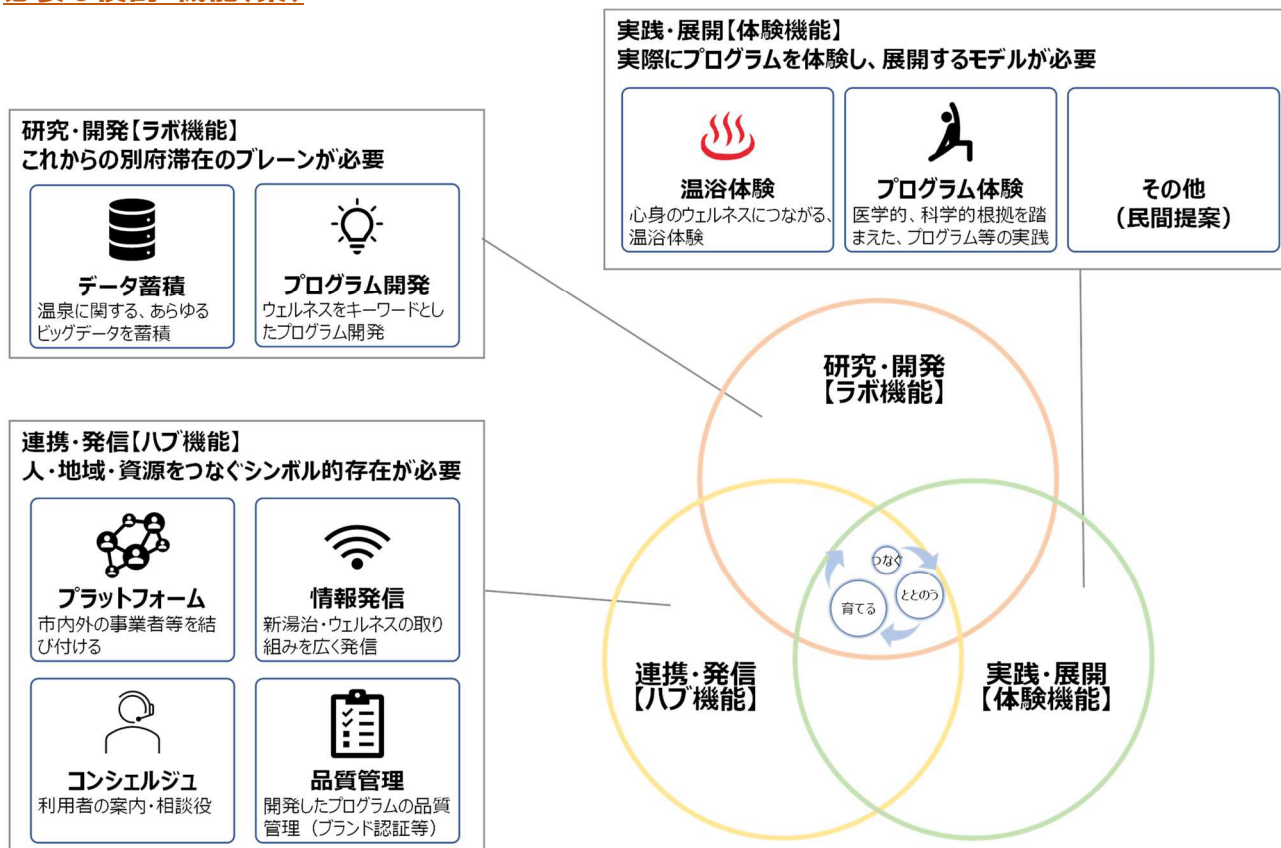 研究・開発【ラボ機能】
これからの別府滞在のブレーンが必要
データ蓄積
温泉に関する、あらゆる
ビッグデータを蓄積
プログラム開発
ウェルネスをキーワードとし
たプログラム開発
実践・展開【体験機能】
実際にプログラムを体験し、展開するモデルが必要
温浴体験
心身のウェルネスにつながる、
温浴体験
プログラム体験
医学的、科学的根拠を踏
まえた、プログラム等の実践
その他
（民間提案）
連携・発信【ハブ機能】
人・地域・資源をつなぐシンボル的存在が必要
プラットフォーム
市内外の事業者等を結
び付ける
情報発信
新湯治・ウェルネスの取り
組みを広く発信
コンシェルジュ
利用者の案内・相談役
品質管理
開発したプログラムの品質
管理（ブランド認証等）
研究・開発
【ラボ機能】
つなぐ
ととのう
育てる
連携・発信
【ハブ機能】
実践・展開
【体験機能】